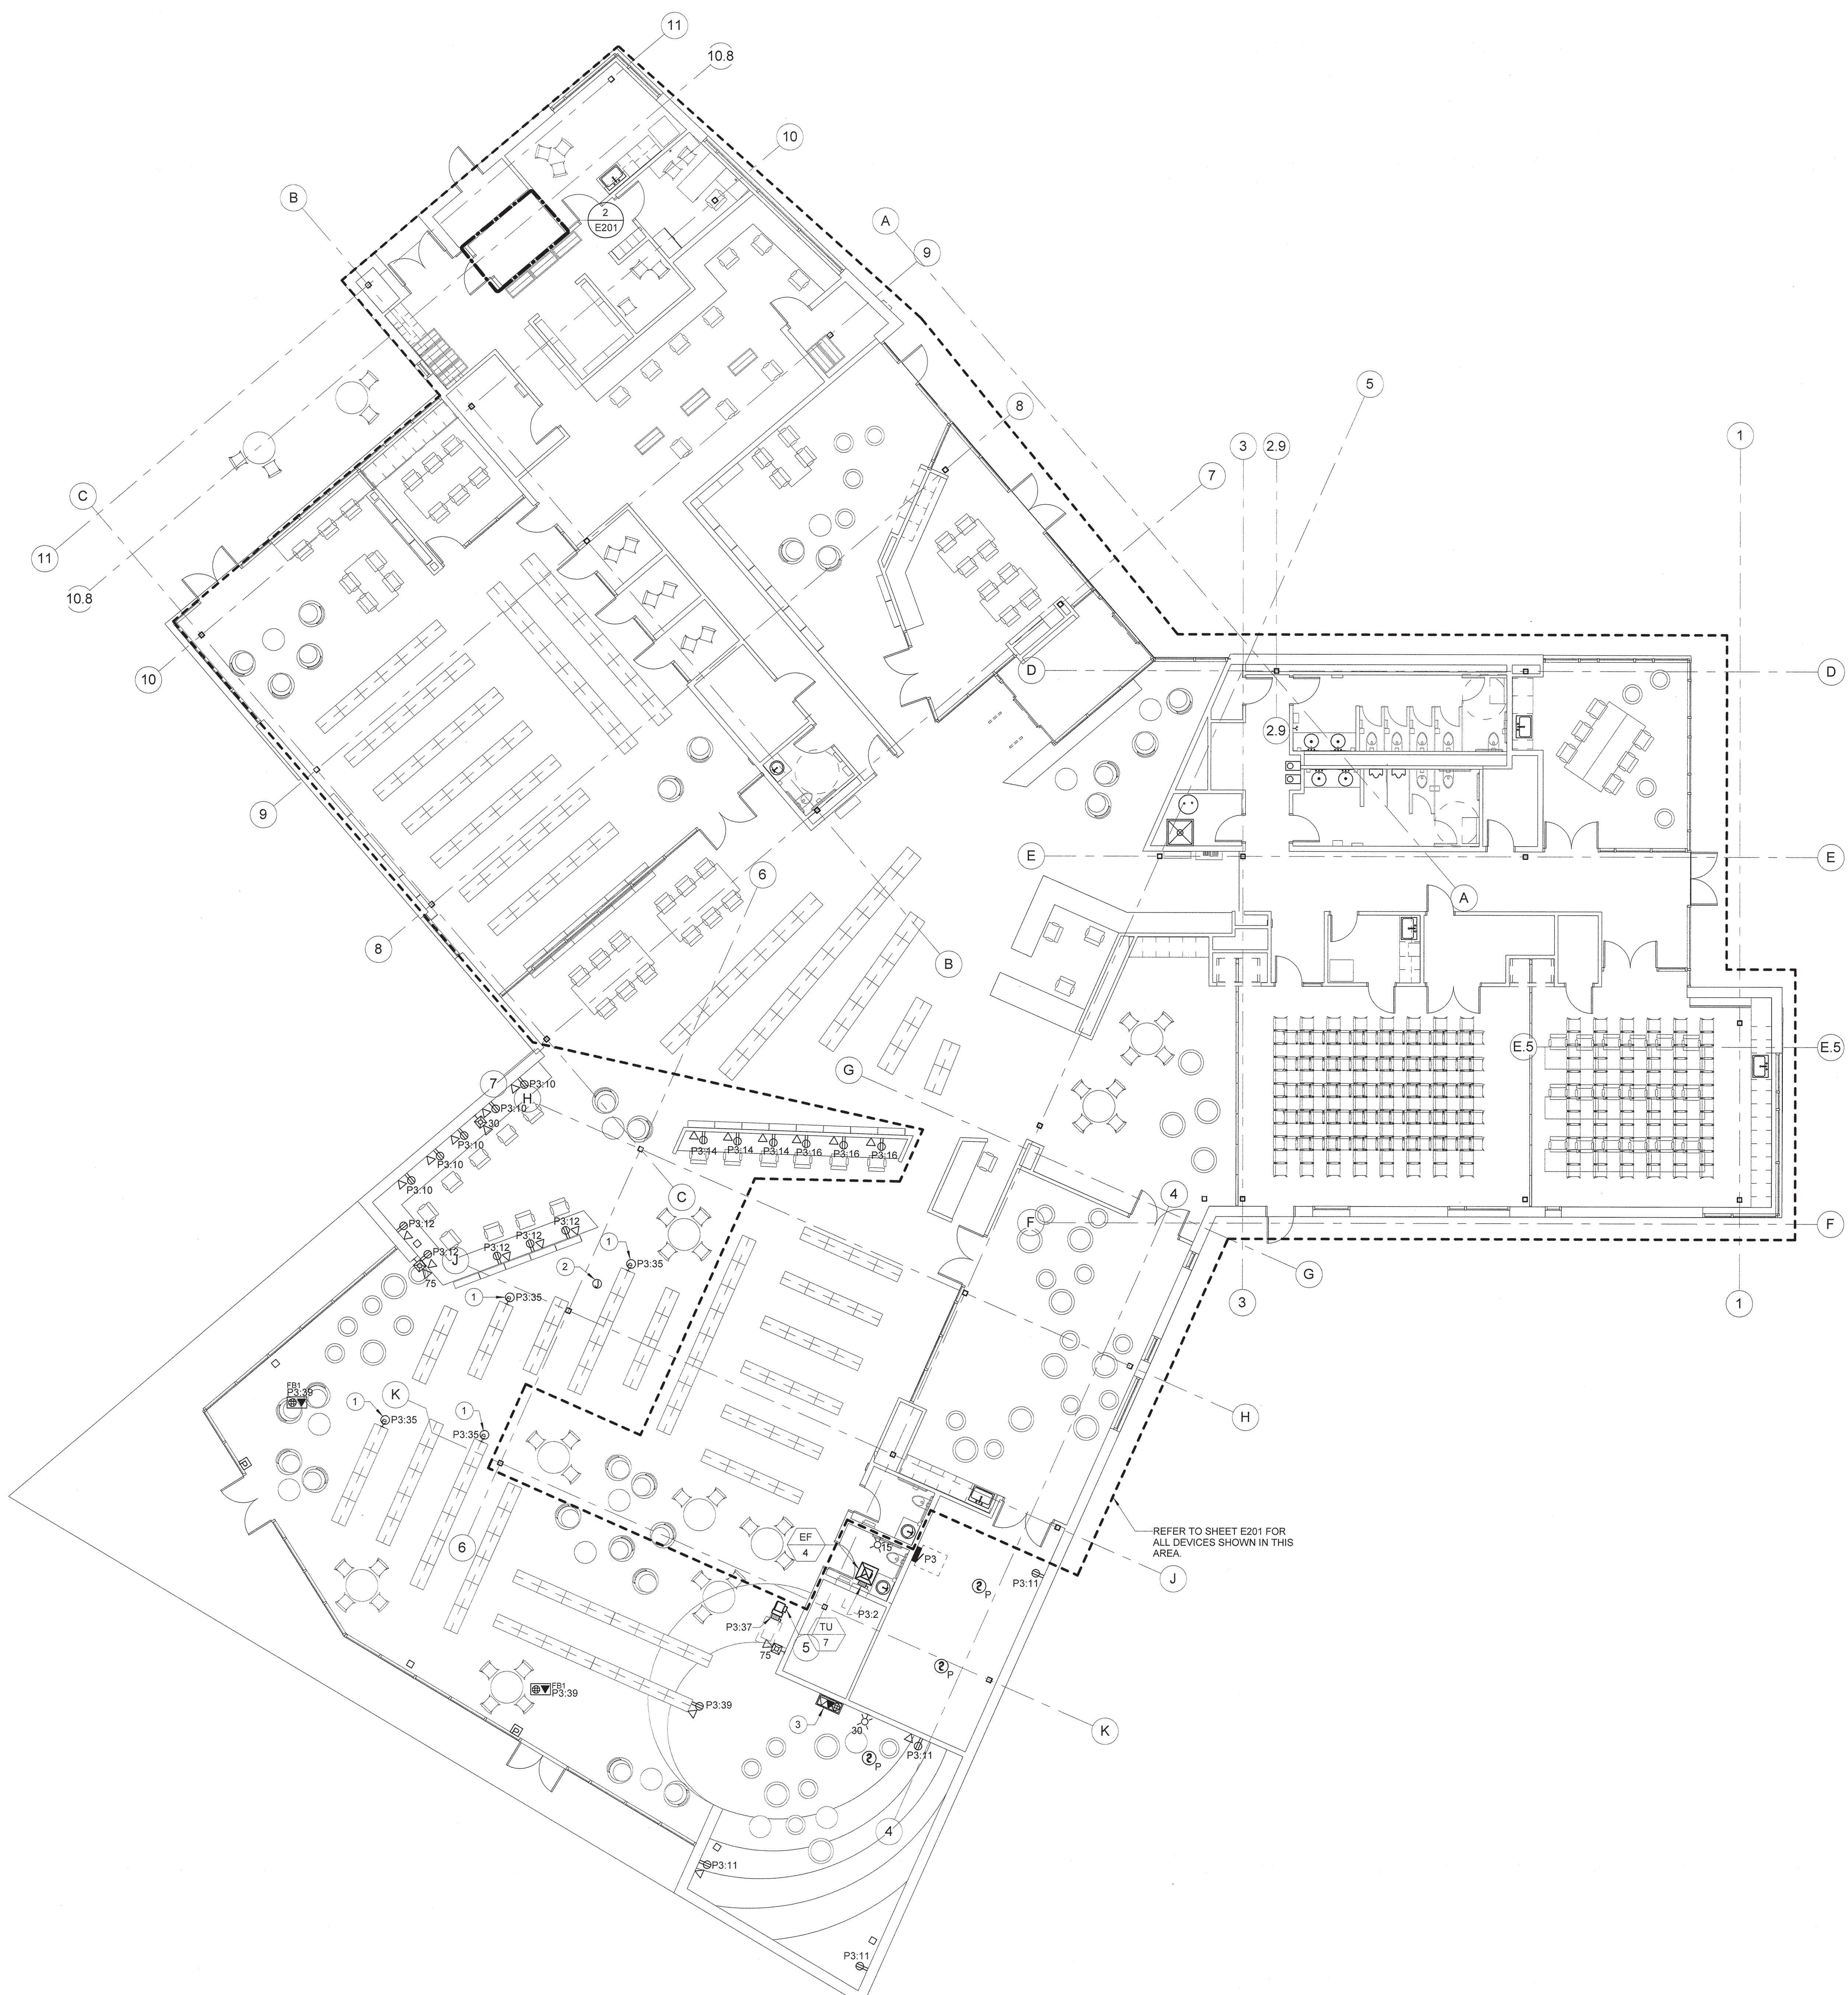 11
10.8
10
B
2
E201
A
9
5
8
3
2.9
1
7
C
11
10.8
10
D
D
2.9
9
E
E
6
A
8
B
E.5
E.5
G
7
P3:10
H
P3:10
30
P3:10
P3:14
P3:14
P3:14
P3:16
P3:16
P3:16
P3:10
P3:10
C
4
F
F
P3:12
P3:12
P3:12
P3:12
P3:12
J
75
1
P3:35
2
G
1
P3:35
3
1
FB1
P3:39
K
1
P3:35
1
P3:35
H
6
EF
4
15
P3
REFER TO SHEET E201 FOR
ALL DEVICES SHOWN IN THIS
AREA.
P3:11
J
P
P3:2
P3:37
TU
7
5
75
P
FB1
P3:39
P3:39
3
30
K
P3:11
P
4
P3:11
P3:11